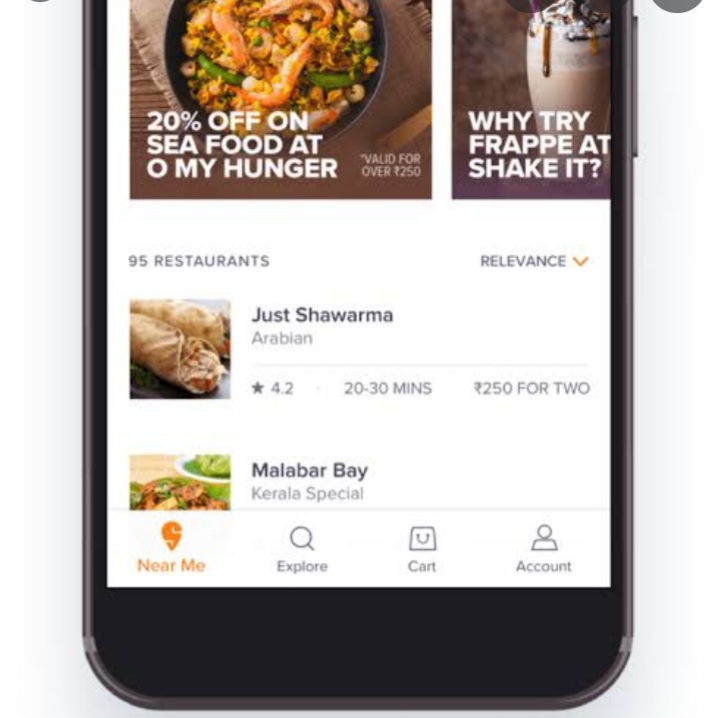 20% OFF ON
SEA FOOD AT
O MY HUNGER
*VALID FOR
OVER ₹250
WHY TRY
FRAPPE AT
SHAKE IT?
95 RESTAURANTS
RELEVANCE
Just Shawarma
Arabian
★ 4.2 · 20-30 MINS ₹250 FOR TWO
Malabar Bay
Kerala Special
Near Me
Explore
Cart
Account